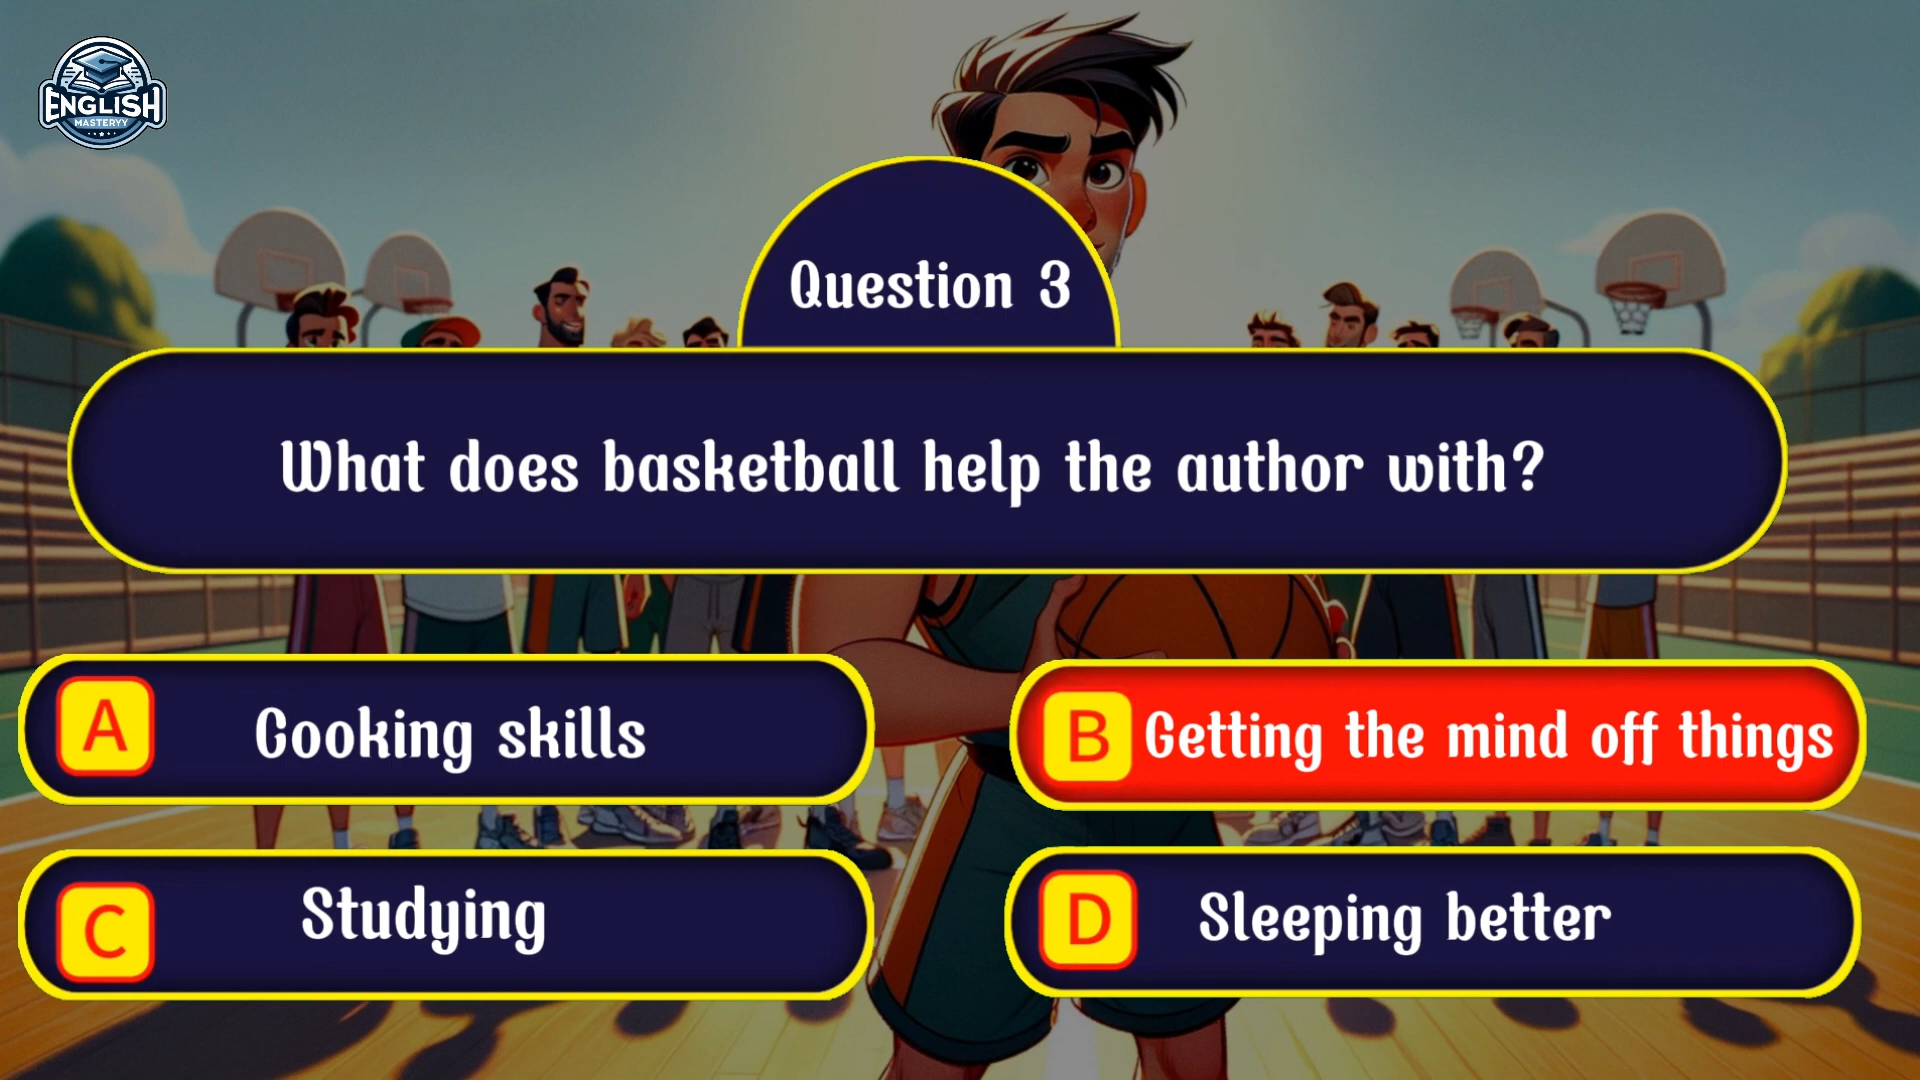 ENGLISH
MASTERYY
Question 3
What does basketball help the author with?
A Cooking skills
B Getting the mind off things
C Studying
D Sleeping better